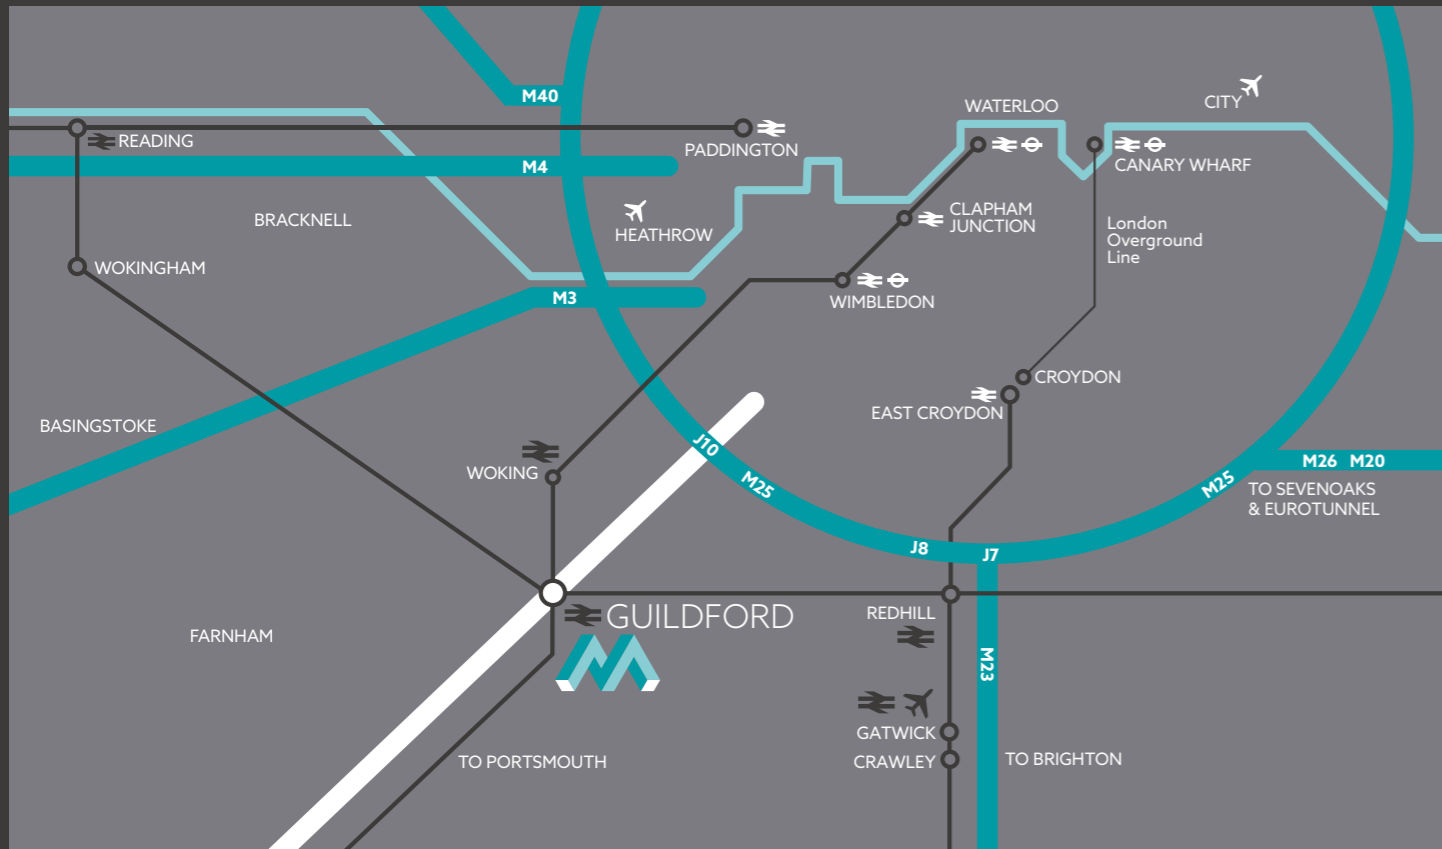 M40
CITY
WATERLOO
READING
PADDINGTON
M4
CANARY WHARF
BRACKNELL
HEATHROW
CLAPHAM
JUNCTION
London
Overground
Line
WOKINGHAM
M3
WIMBLEDON
CROYDON
EAST CROYDON
BASINGSTOKE
J10
M25
WOKING
M26 M20
M25
TO SEVENOAKS
& EUROTUNNEL
J8
J7
GUILDFORD
REDHILL
FARNHAM
M23
GATWICK
CRAWLEY
TO PORTSMOUTH
TO BRIGHTON